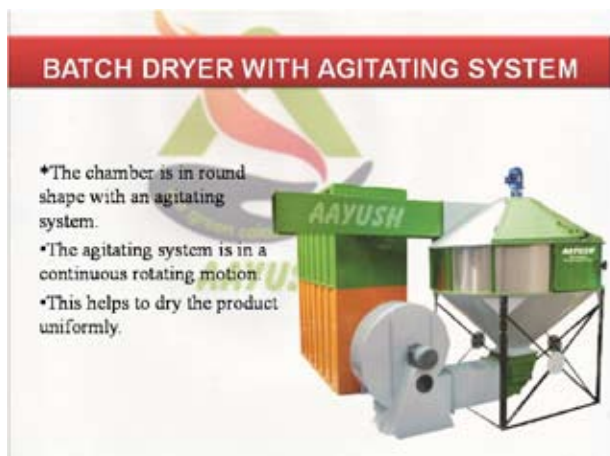 BATCH DRYER WITH AGITATING SYSTEM
✦The chamber is in round
shape with an agitating
system.
•The agitating system is in a
continuous rotating motion.
•This helps to dry the product
uniformly.
AAYUSH
AAYUSH
AAYUSH